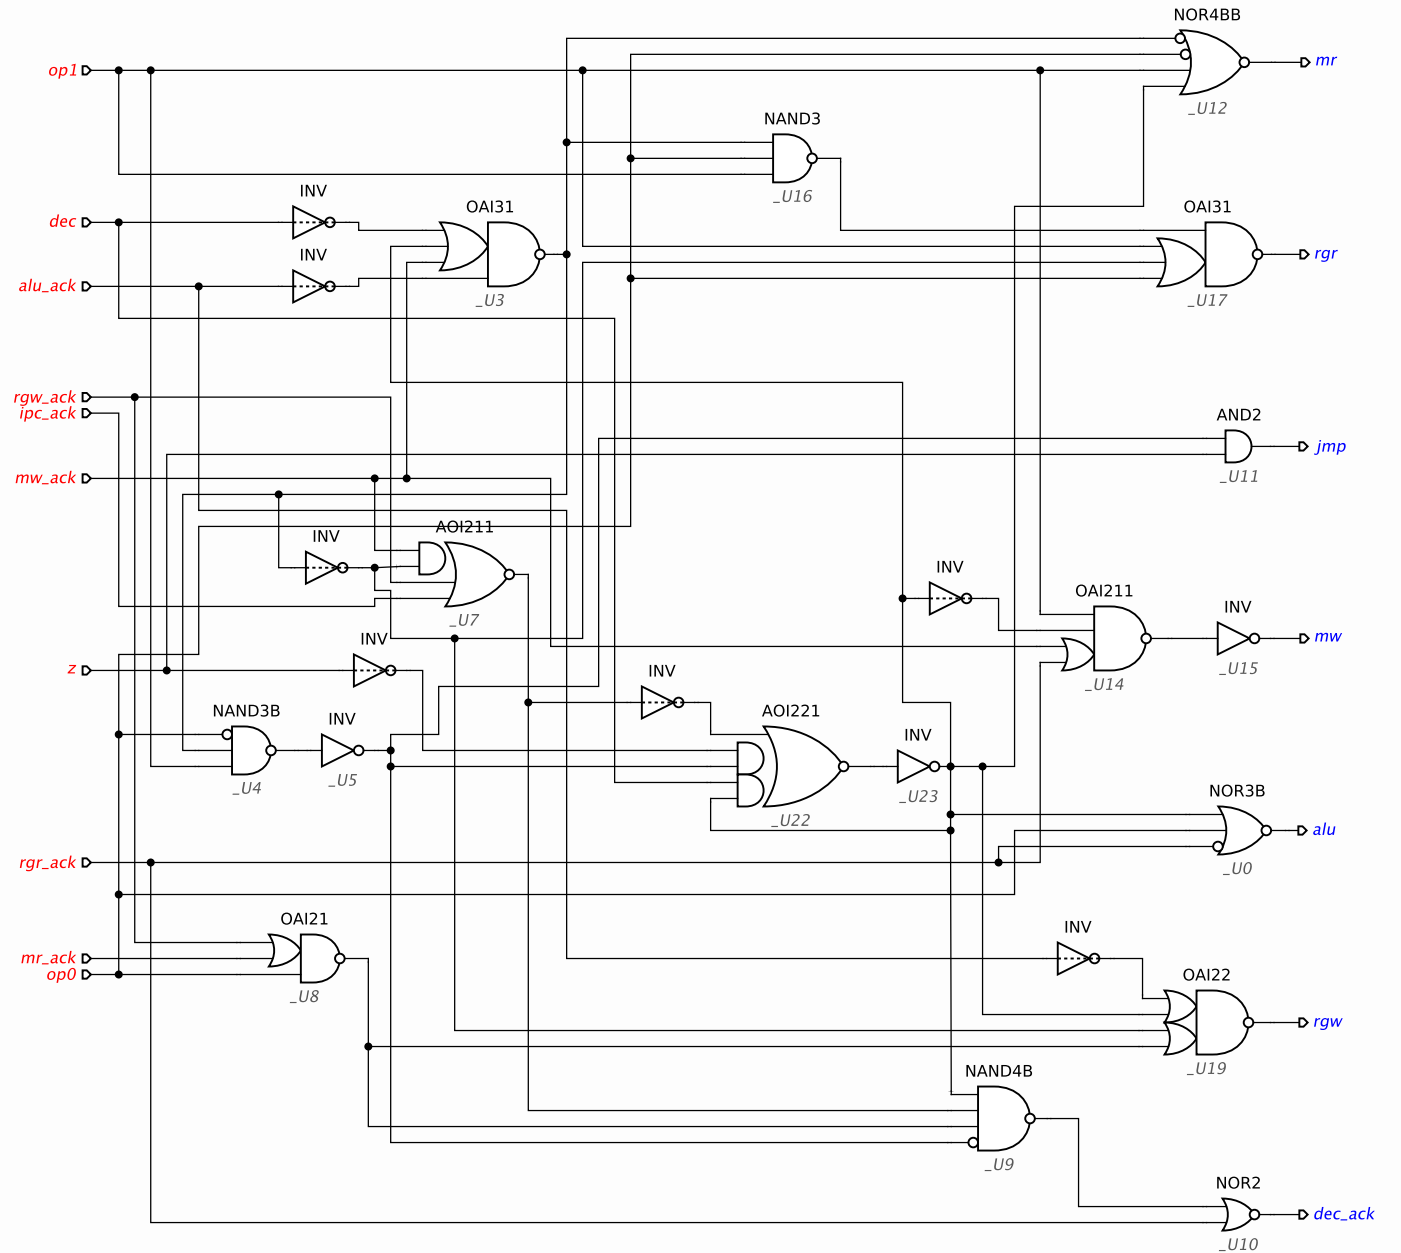 NOR4BB
op1
mr
_U12
NAND3
_U16
INV
OAI31
OAI31
dec
INV
rgr
alu_ack
_U3
_U17
rgw_ack
ipc_ack
AND2
jmp
mw_ack
_U11
AOI211
INV
INV
OAI211
INV
_U7
INV
mw
z
INV
_U15
_U14
NAND3B
INV
AOI221
INV
_U5
_U4
NOR3B
_U23
_U22
alu
rgr_ack
_U0
OAI21
INV
mr_ack
op0
OAI22
_U8
rgw
NAND4B
_U19
_U9
NOR2
dec_ack
_U10